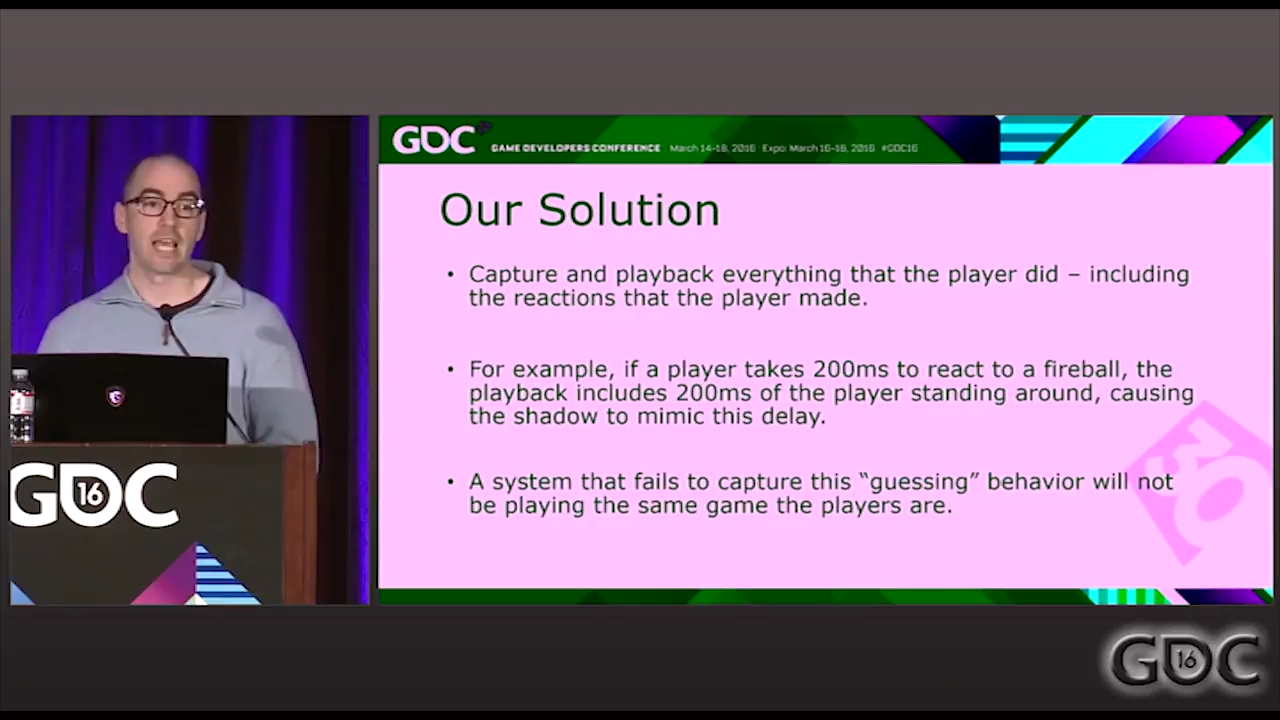 GDC
GAME DEVELOPERS CONFERENCE March 14-18, 2016 · Expo: March 16-18, 2016 #GDC16
Our Solution
• Capture and playback everything that the player did – including
the reactions that the player made.
• For example, if a player takes 200ms to react to a fireball, the
playback includes 200ms of the player standing around, causing
the shadow to mimic this delay.
• A system that fails to capture this “guessing” behavior will not
be playing the same game the players are.
GDC
16
30
GDC
16